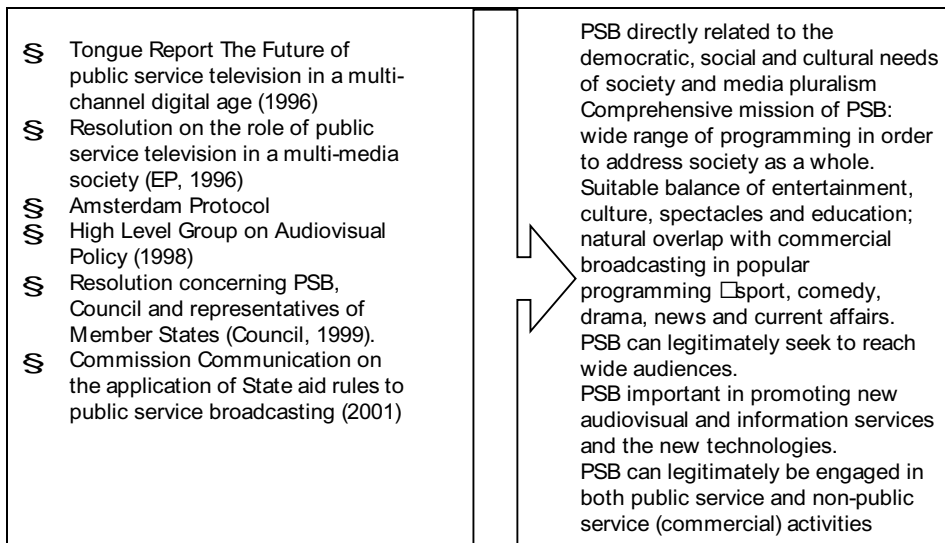 § Tongue Report The Future of
public service television in a multi-
channel digital age (1996)
§ Resolution on the role of public
service television in a multi-media
society (EP, 1996)
§ Amsterdam Protocol
§ High Level Group on Audiovisual
Policy (1998)
§ Resolution concerning PSB,
Council and representatives of
Member States (Council, 1999).
§ Commission Communication on
the application of State aid rules to
public service broadcasting (2001)
PSB directly related to the
democratic, social and cultural needs
of society and media pluralism
Comprehensive mission of PSB:
wide range of programming in order
to address society as a whole.
Suitable balance of entertainment,
culture, spectacles and education;
natural overlap with commercial
broadcasting in popular
programming □sport, comedy,
drama, news and current affairs.
PSB can legitimately seek to reach
wide audiences.
PSB important in promoting new
audiovisual and information services
and the new technologies.
PSB can legitimately be engaged in
both public service and non-public
service (commercial) activities